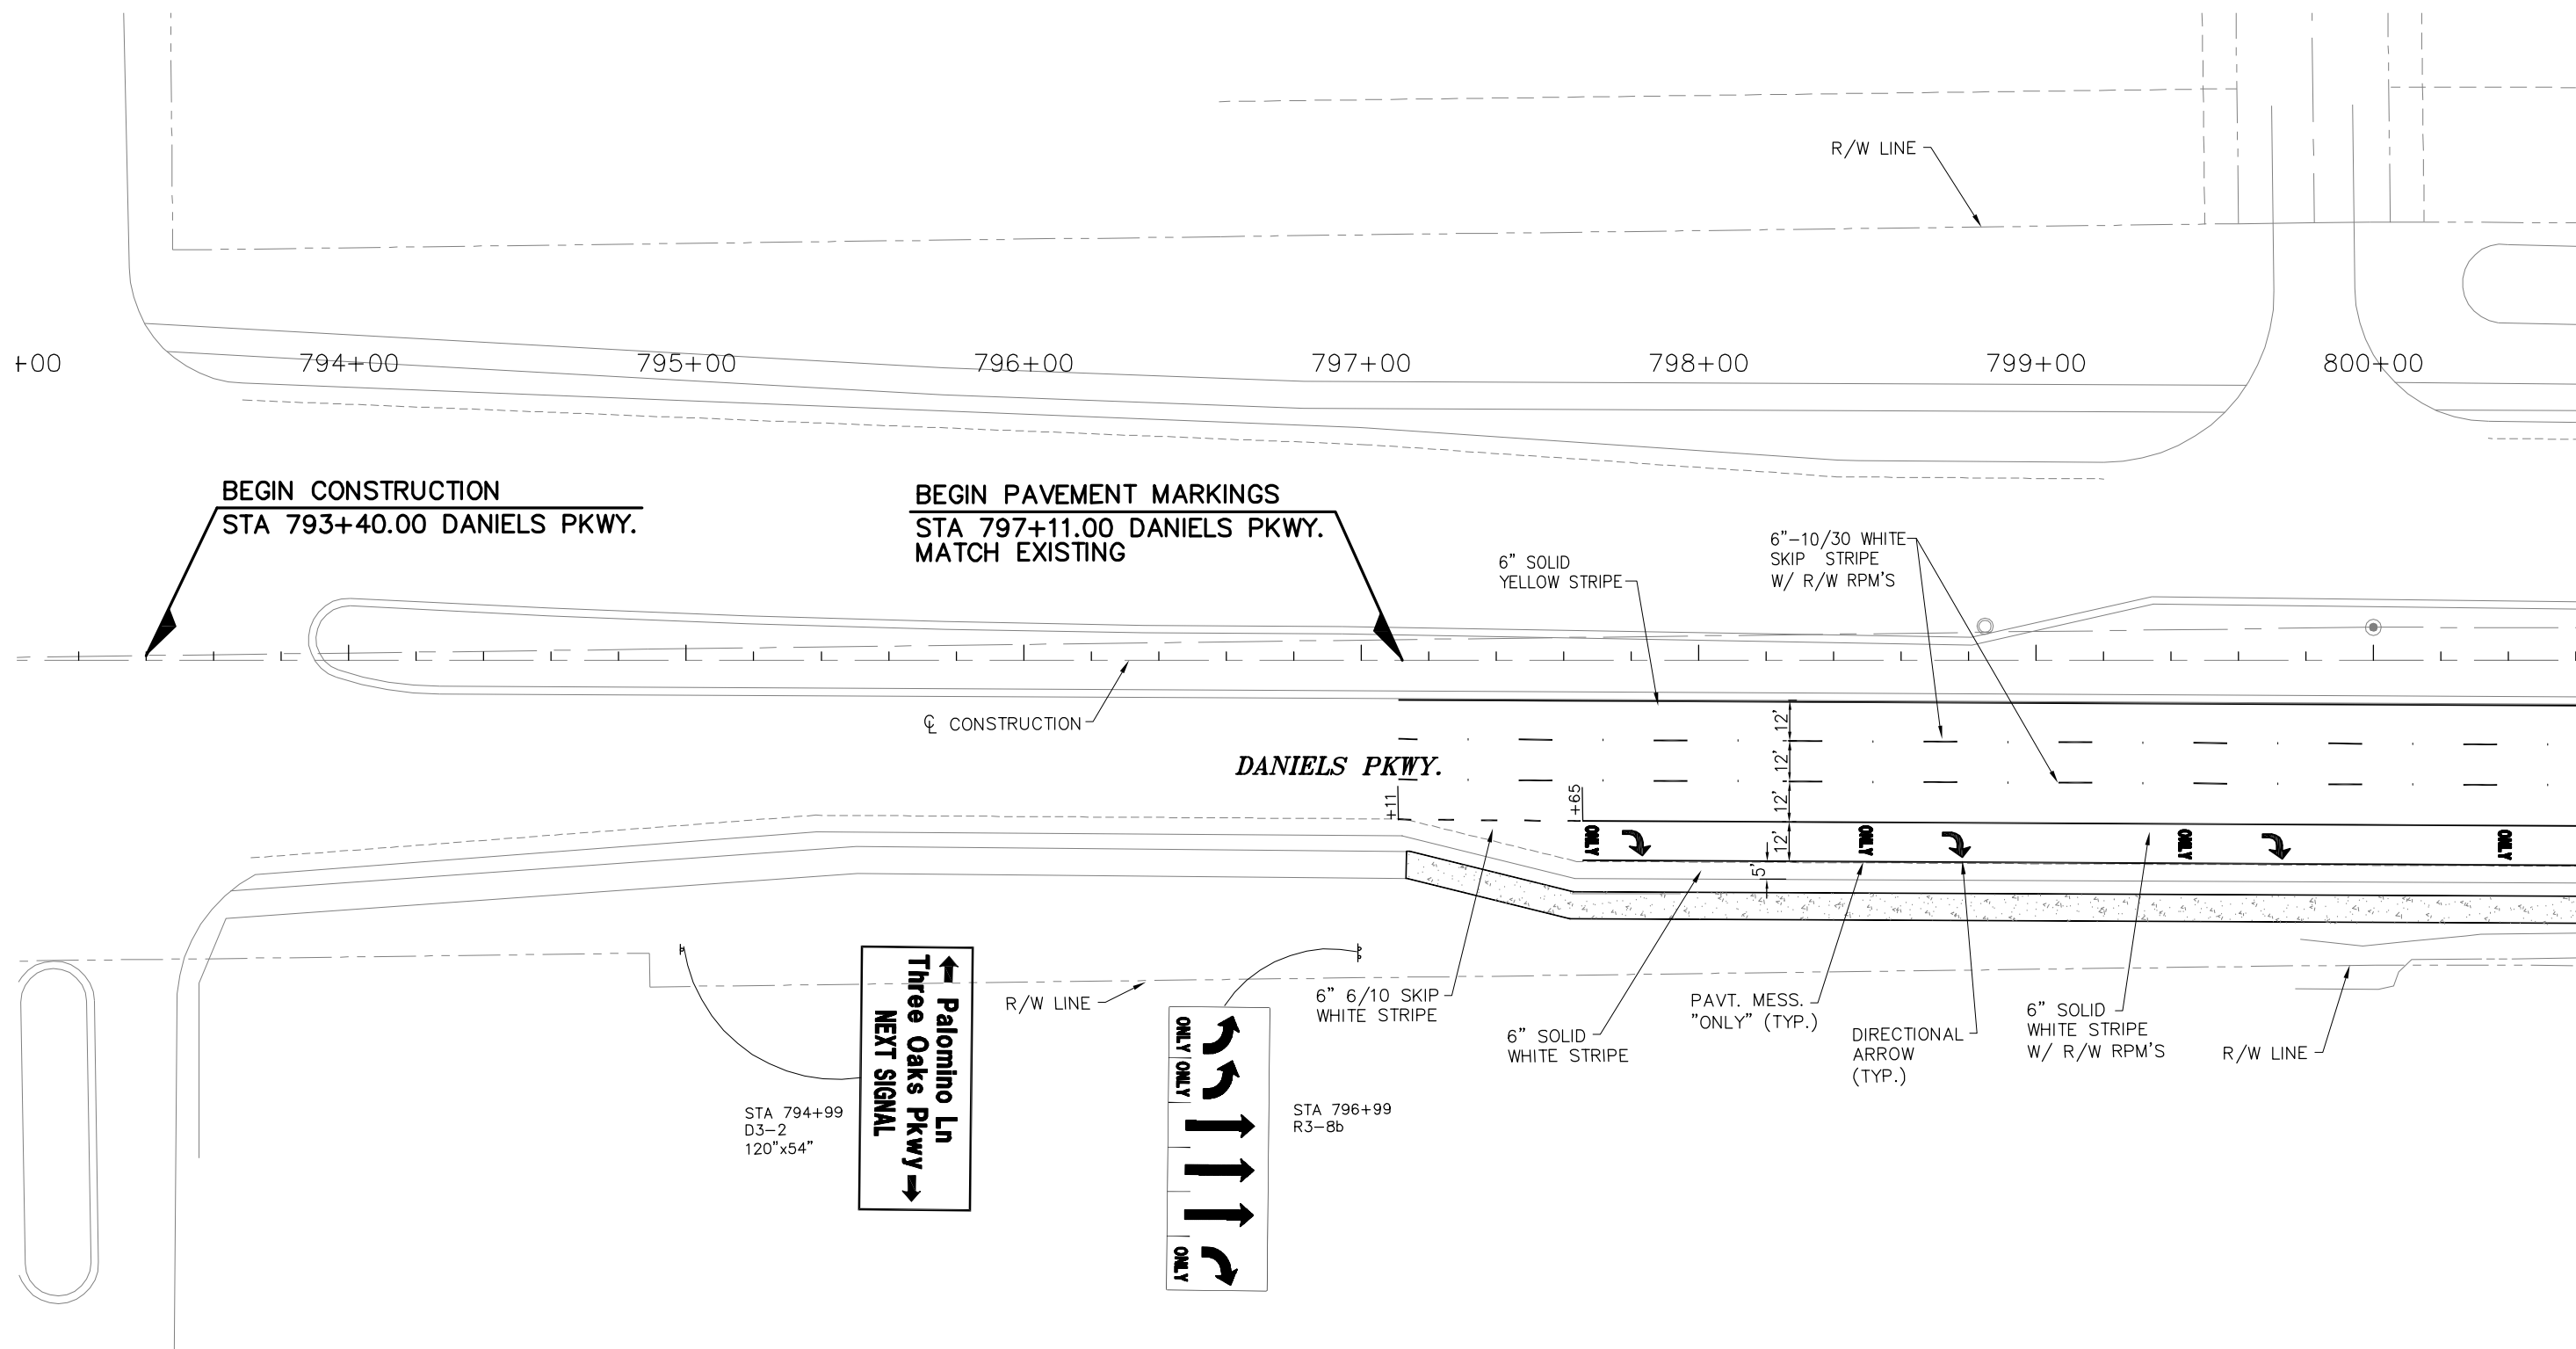 R/W LINE
+00
794+00
795+00
796+00
797+00
798+00
799+00
800+00
BEGIN CONSTRUCTION
STA 793+40.00 DANIELS PKWY.
BEGIN PAVEMENT MARKINGS
STA 797+11.00 DANIELS PKWY.
MATCH EXISTING
6" SOLID
YELLOW STRIPE
6"-10/30 WHITE
SKIP STRIPE
W/ R/W RPM'S
℄ CONSTRUCTION
DANIELS PKWY.
12'
12'
12'
12'
5'
+11
+65
ONLY
ONLY
ONLY
ONLY
← Palomino Ln
Three Oaks Pkwy →
NEXT SIGNAL
STA 794+99
D3-2
120"x54"
R/W LINE
ONLY
ONLY
ONLY
STA 796+99
R3-8b
6" 6/10 SKIP
WHITE STRIPE
6" SOLID
WHITE STRIPE
PAVT. MESS.
"ONLY" (TYP.)
DIRECTIONAL
ARROW
(TYP.)
6" SOLID
WHITE STRIPE
W/ R/W RPM'S
R/W LINE